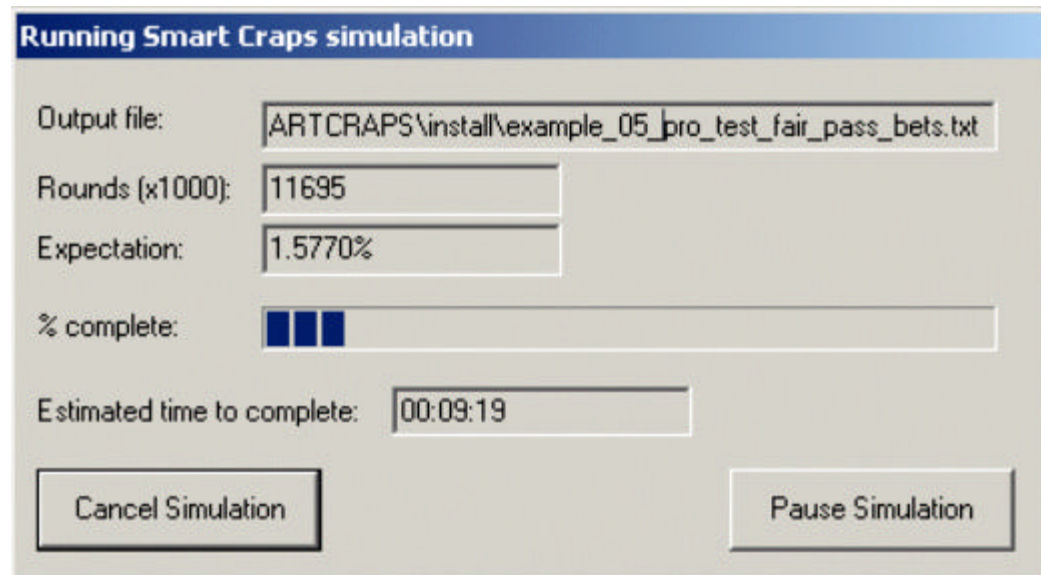 Running Smart Craps simulation
Output file: ARTCRAPS\install\example_05_pro_test_fair_pass_bets.txt
Rounds (x1000): 11695
Expectation: 1.5770%
% complete:
Estimated time to complete: 00:09:19
Cancel Simulation Pause Simulation